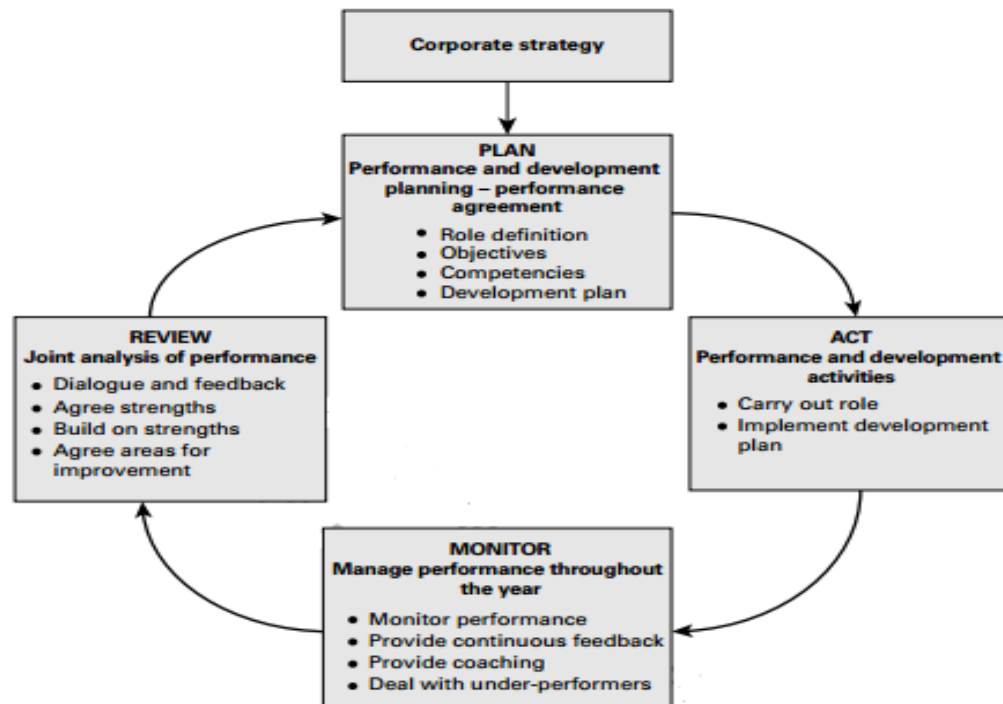 Corporate strategy
PLAN
Performance and development
planning – performance
agreement
• Role definition
• Objectives
• Competencies
• Development plan
REVIEW
Joint analysis of performance
• Dialogue and feedback
• Agree strengths
• Build on strengths
• Agree areas for
improvement
ACT
Performance and development
activities
• Carry out role
• Implement development
plan
MONITOR
Manage performance throughout
the year
• Monitor performance
• Provide continuous feedback
• Provide coaching
• Deal with under-performers